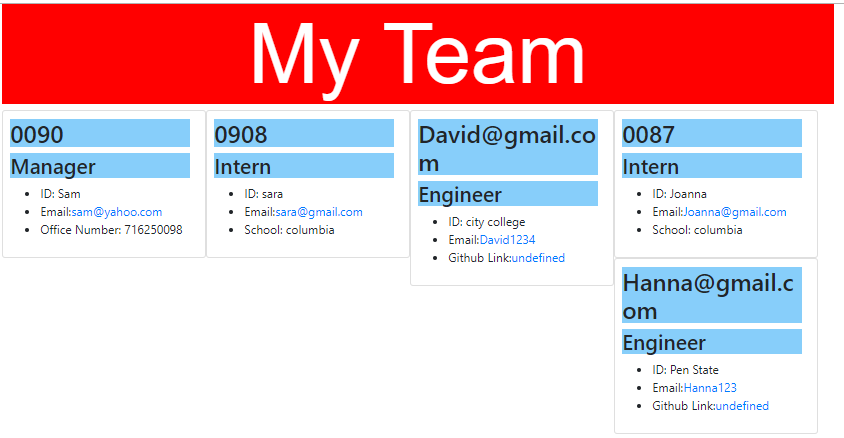 My Team
0090
Manager
ID: Sam
Email:sam@yahoo.com
Office Number: 716250098
0908
Intern
ID: sara
Email:sara@gmail.com
School: columbia
David@gmail.co
m
Engineer
ID: city college
Email:David1234
Github Link:undefined
0087
Intern
ID: Joanna
Email:Joanna@gmail.com
School: columbia
Hanna@gmail.c
om
Engineer
ID: Pen State
Email:Hanna123
Github Link:undefined